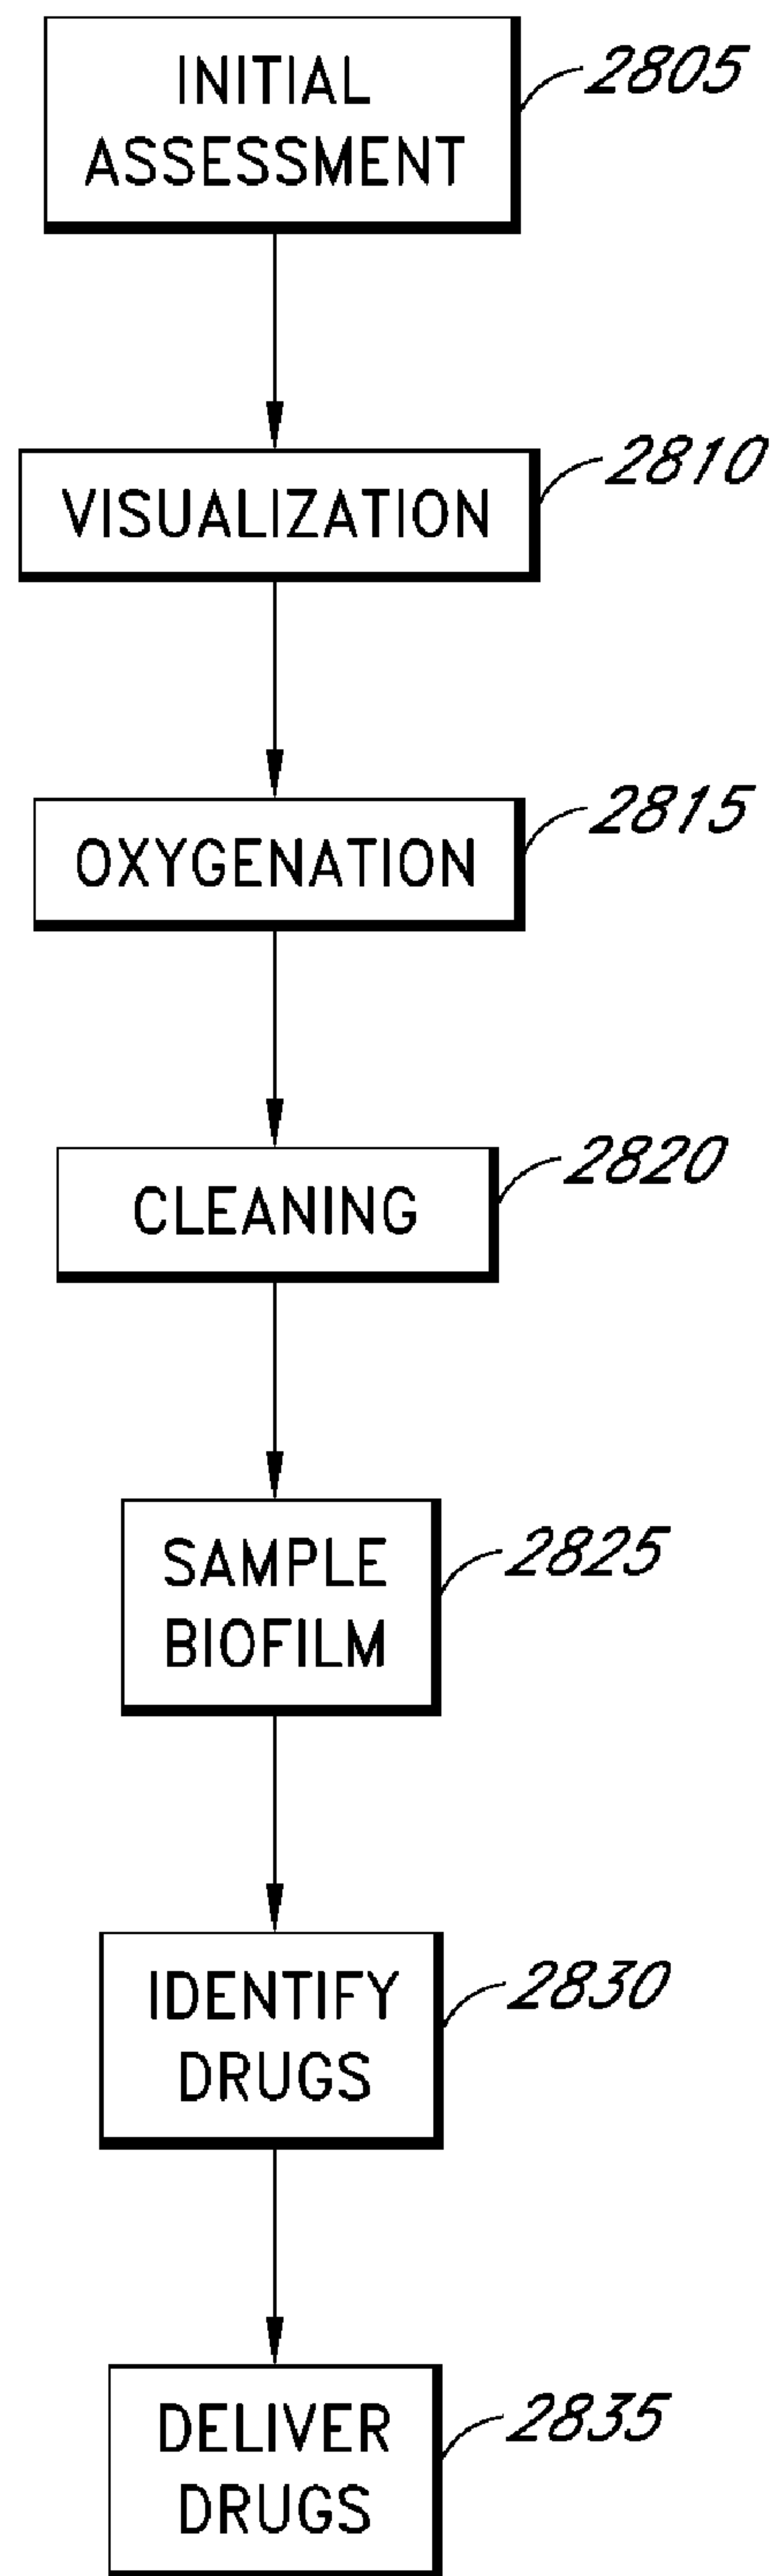 INITIAL
ASSESSMENT
2805
VISUALIZATION
2810
OXYGENATION
2815
CLEANING
2820
SAMPLE
BIOFILM
2825
IDENTIFY
DRUGS
2830
DELIVER
DRUGS
2835